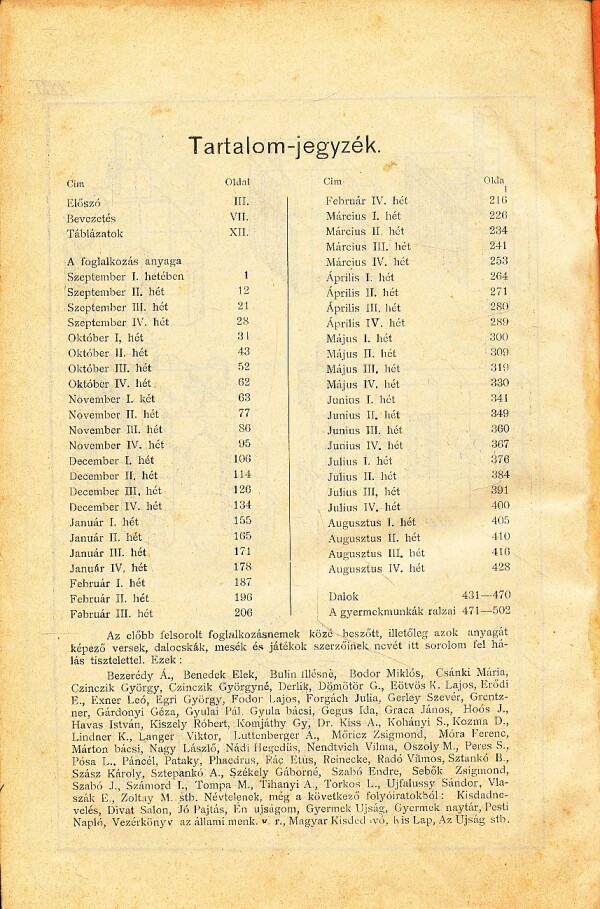 Tartalom-jegyzék.
Cim Oldal
Előszó III.
Bevezetés VII.
Táblázatok XII.
A foglalkozás anyaga
Szeptember I. hetében 1
Szeptember II. hét 12
Szeptember III. hét 21
Szeptember IV. hét 28
Október I, hét 31
Október II. hét 43
Október III. hét 52
Október IV. hét 62
November I. két 63
November II. hét 77
November III. hét 86
November IV. hét 95
December I. hét 106
December II. hét 114
December III, hét 126
December IV. hét 134
Január I. hét 155
Január II. hét 165
Január III. hét 171
Január IV. hét 178
Február I. hét 187
Február II. hét 196
Február III. hét 206
Cim Olda
l
Február IV. hét 216
Március I. hét 226
Március II. hét 234
Március III. hét 241
Március IV. hét 253
Április I. hét 264
Április II. hét 271
Április III. hét 280
Április IV. hét 289
Május I. hét 300
Május II. hét 309
Május III, hét 319
Május IV. hét 330
Junius I. hét 341
Junius II. hét 349
Junius III. hét 360
Junius IV. hét 367
Julius I. hét 376
Julius II. hét 384
Julius III, hét 391
Julius IV. hét 400
Augusztus I. hét 405
Augusztus II. hét 410
Augusztus III. hét 416
Augusztus IV. hét 428
Dalok 431—470
A gyermekmunkák ralzai 471—502
Az előbb felsorolt foglalkozásnemek közé beszőtt, illetőleg azok anyagát
képező versek, dalocskák, mesék és játékok szerzőinek nevét itt sorolom fel há-
lás tisztelettel. Ezek :
Bezerédy Á., Benedek Elek, Bulin Illésné, Bodor Miklós, Csánki Mária,
Czinczik György, Czinczik Györgyné, Derlik, Dömötör G., Eötvös K. Lajos, Erődi
E., Exner Leó, Egri György, Fodor Lajos, Forgách Julia, Gerley Szevér, Grentz-
ner, Gárdonyi Géza, Gyulai Pál, Gyula bácsi, Gegus Ida, Graca János, Hoós J.,
Havas István, Kiszely Róbert, Komjáthy Gy, Dr. Kiss A., Kohányi S., Kozma D.,
Lindner K., Langer Viktor, Luttenberger A., Móricz Zsigmond, Móra Ferenc,
Márton bácsi, Nagy László, Nádi Hegedüs, Nendtvich Vilma, Oszoly M., Peres S.,
Pósa L., Páncél, Pataky, Phaedrus, Rác Etus, Reinecke, Radó Vilmos, Sztankó B.,
Szász Károly, Sztepankó A., Székely Gáborné, Szabó Endre, Sebők Zsigmond,
Szabó J., Számord I., Tompa M., Tihanyi A., Torkos L., Ujfalussy Sándor, Vla-
szák E., Zoltay M. stb. Névtelenek, még a következő folyóiratokból : Kisdadne-
velés, Divat Salon, Jó Pajtás, Én ujságom, Gyermek Ujság, Gyermek naytár, Pesti
Napló, Vezérkönyv az állami menk. v. r., Magyar Kisded vó, Kis Lap, Az Ujság stb.